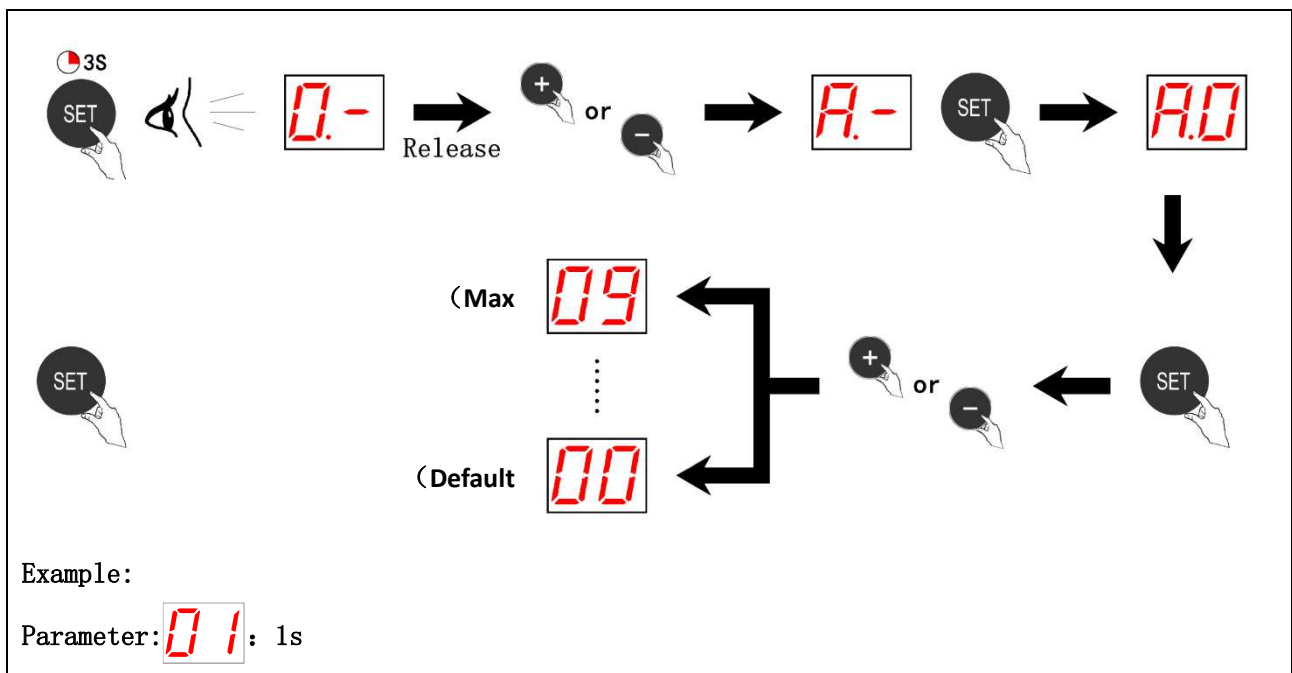 3S
SET
0.-
Release
+ or -
A.-
SET
A.0
（Max
09
SET
+ or -
SET
（Default
00
Example:
Parameter:01： 1s